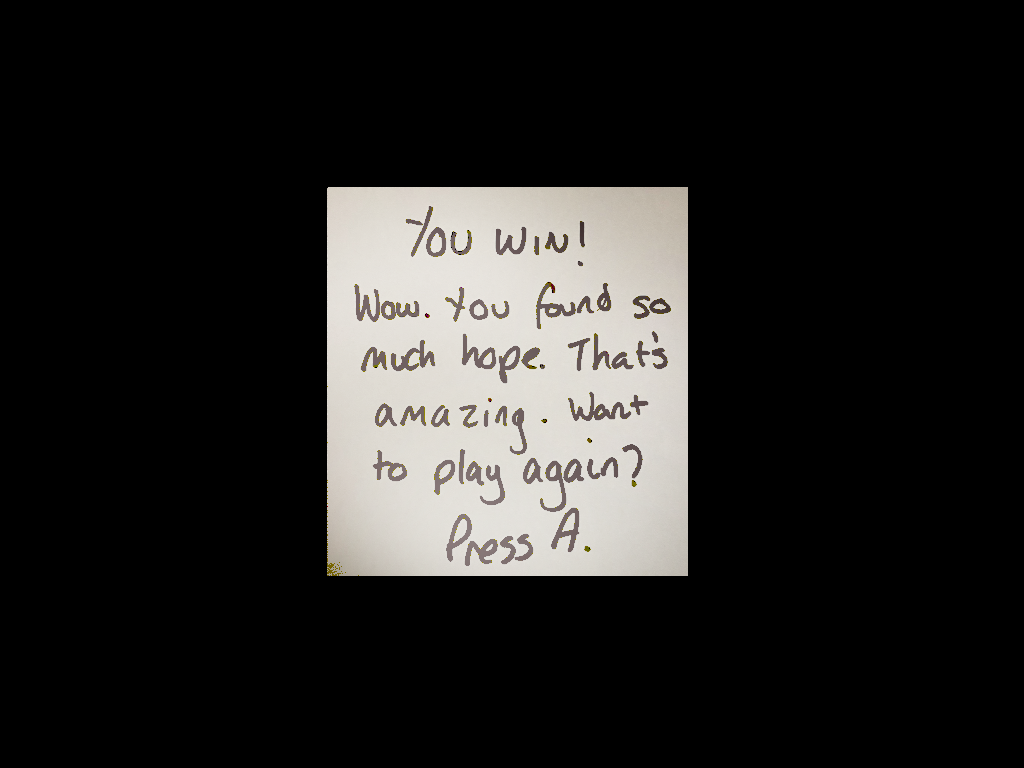 You WIN!
Wow. You found so
much hope. That's
amazing. Want
to play again?
Press A.